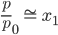 p/p₀ ≅ x₁